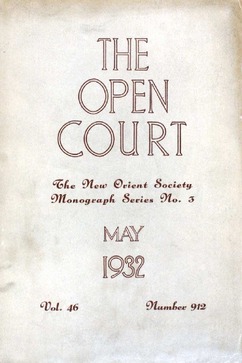 THE
OPEN
COURT
The New Orient Society
Monograph Series No. 3
MAY
1932
Vol. 46 Number 912